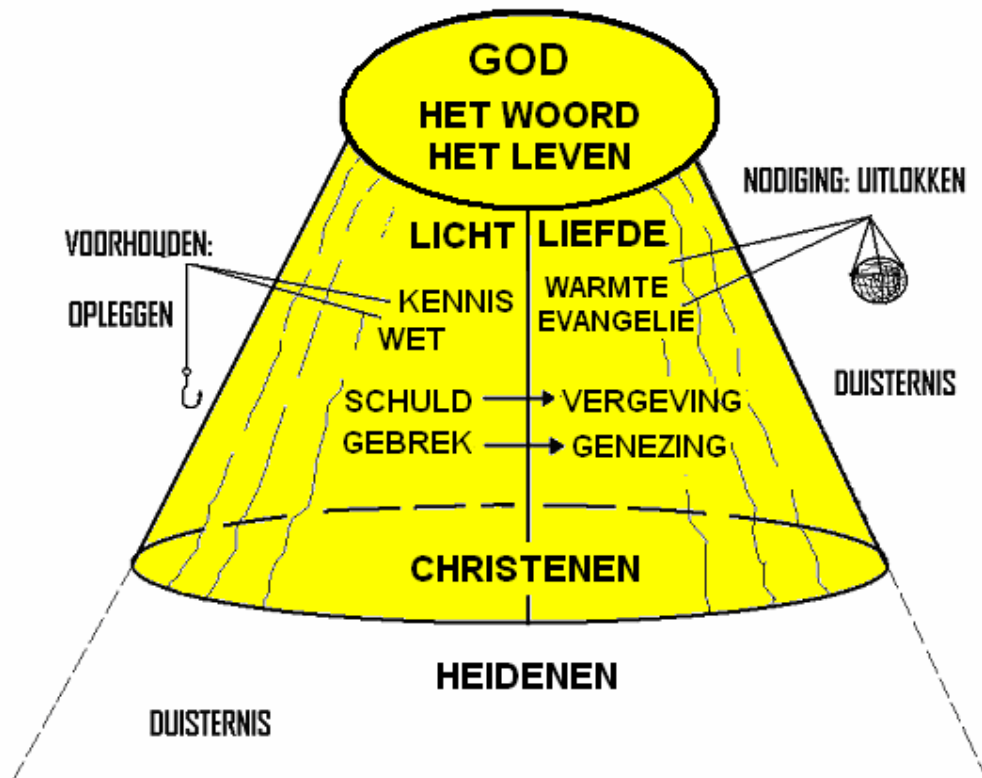 GOD
HET WOORD
HET LEVEN
NODIGING: UITLOKKEN
VOORHOUDEN:
OPLEGGEN
LICHT LIEFDE
KENNIS
WET
WARMTE
EVANGELIE
DUISTERNIS
SCHULD VERGEVING
GEBREK GENEZING
CHRISTENEN
HEIDENEN
DUISTERNIS